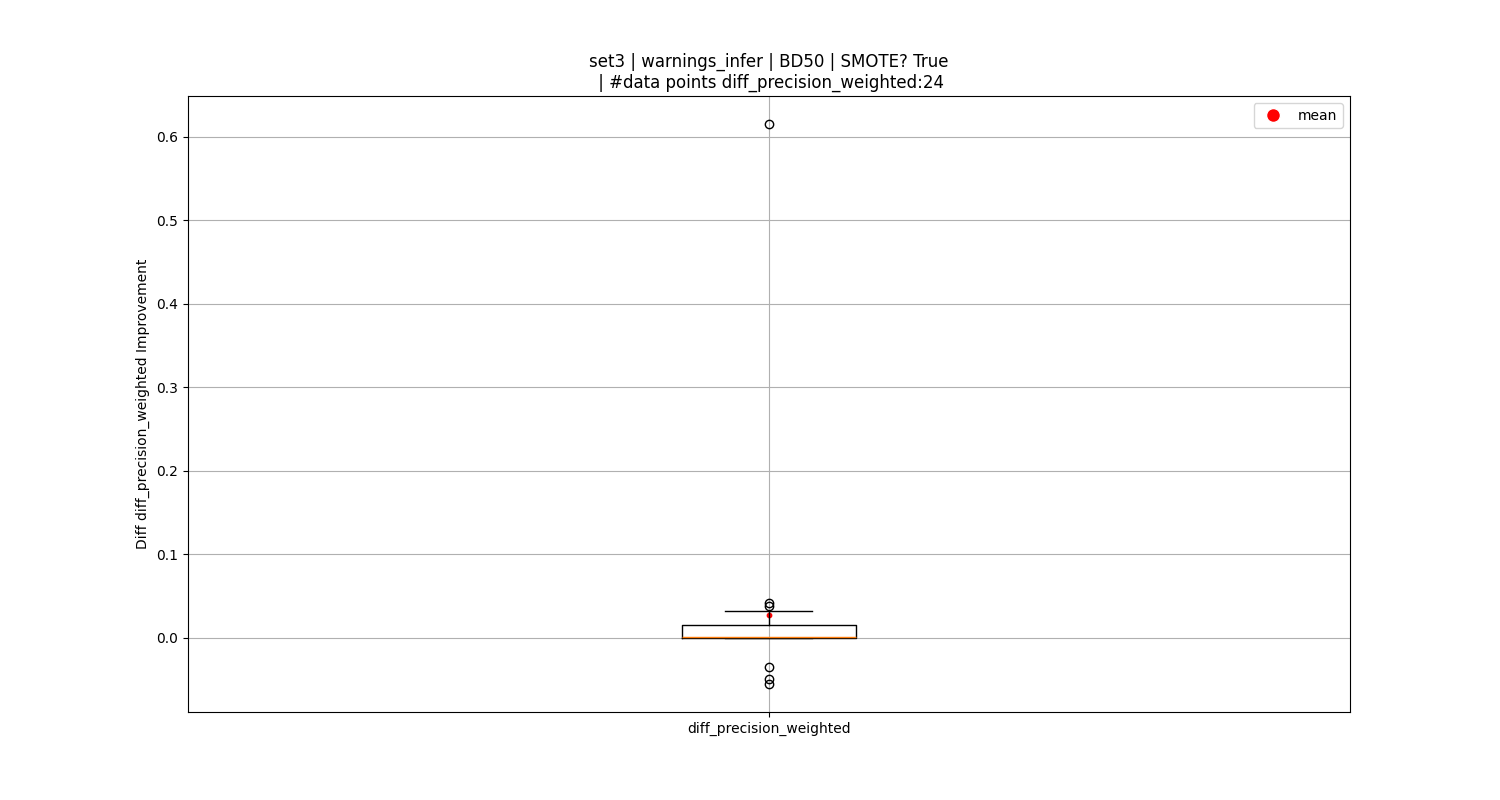 set3 | warnings_infer | BD50 | SMOTE? True
| #data points diff_precision_weighted:24
mean
0.6
0.5
0.4
0.3
0.2
0.1
0.0
Diff diff_precision_weighted Improvement
diff_precision_weighted